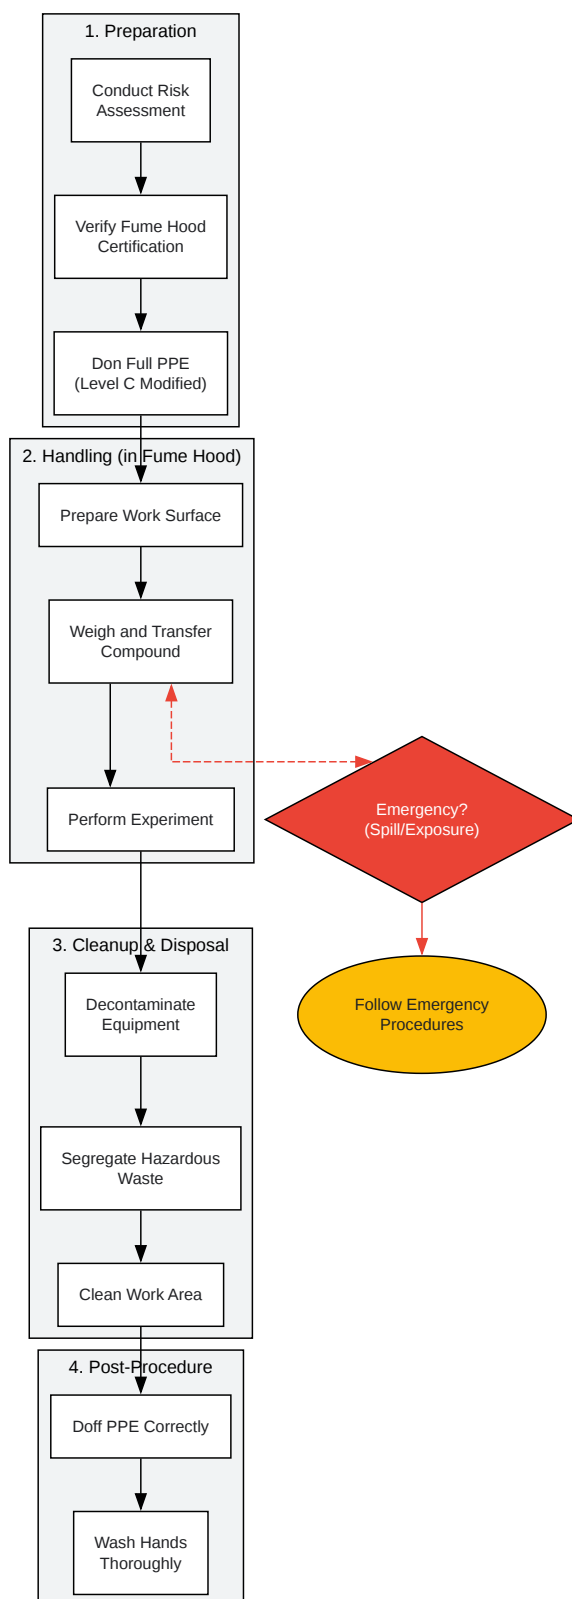 1. Preparation
Conduct Risk
Assessment
Verify Fume Hood
Certification
Don Full PPE
(Level C Modified)
2. Handling (in Fume Hood)
Prepare Work Surface
Weigh and Transfer
Compound
Perform Experiment
Emergency?
(Spill/Exposure)
Follow Emergency
Procedures
3. Cleanup & Disposal
Decontaminate
Equipment
Segregate Hazardous
Waste
Clean Work Area
4. Post-Procedure
Doff PPE Correctly
Wash Hands
Thoroughly